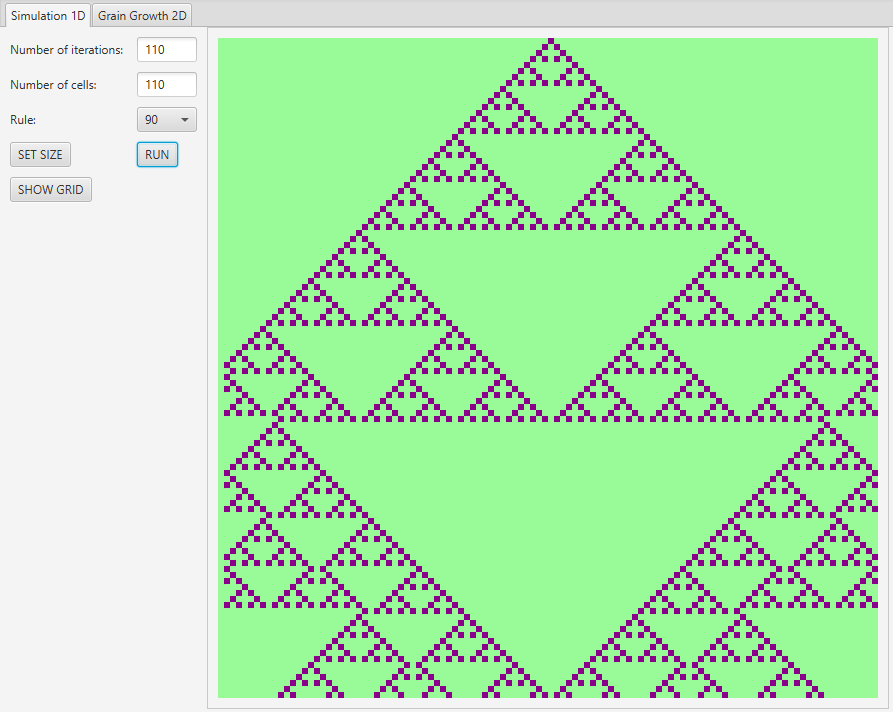 Simulation 1D Grain Growth 2D
Number of iterations: 110
Number of cells: 110
Rule: 90
SET SIZE RUN
SHOW GRID